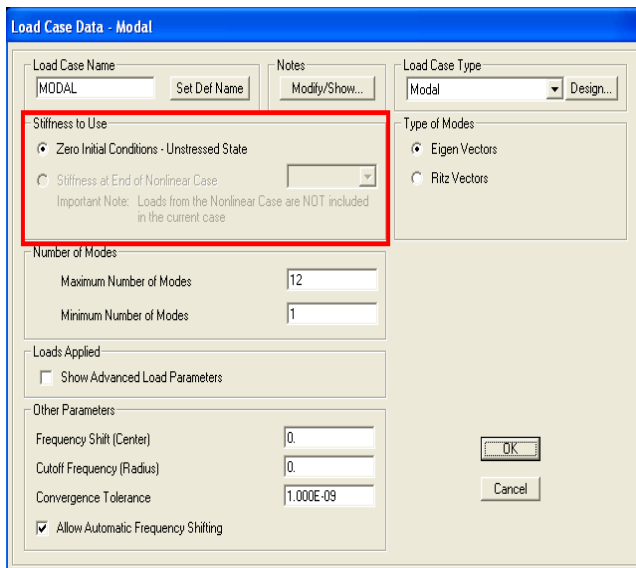 Load Case Data - Modal
Load Case Name
MODAL
Set Def Name
Notes
Modify/Show...
Load Case Type
Modal
Design...
Stiffness to Use
Zero Initial Conditions - Unstressed State
Stiffness at End of Nonlinear Case
Important Note: Loads from the Nonlinear Case are NOT included
in the current case
Type of Modes
Eigen Vectors
Ritz Vectors
Number of Modes
Maximum Number of Modes
12
Minimum Number of Modes
1
Loads Applied
Show Advanced Load Parameters
Other Parameters
Frequency Shift (Center)
0.
Cutoff Frequency (Radius)
0.
Convergence Tolerance
1.000E-09
Allow Automatic Frequency Shifting
OK
Cancel